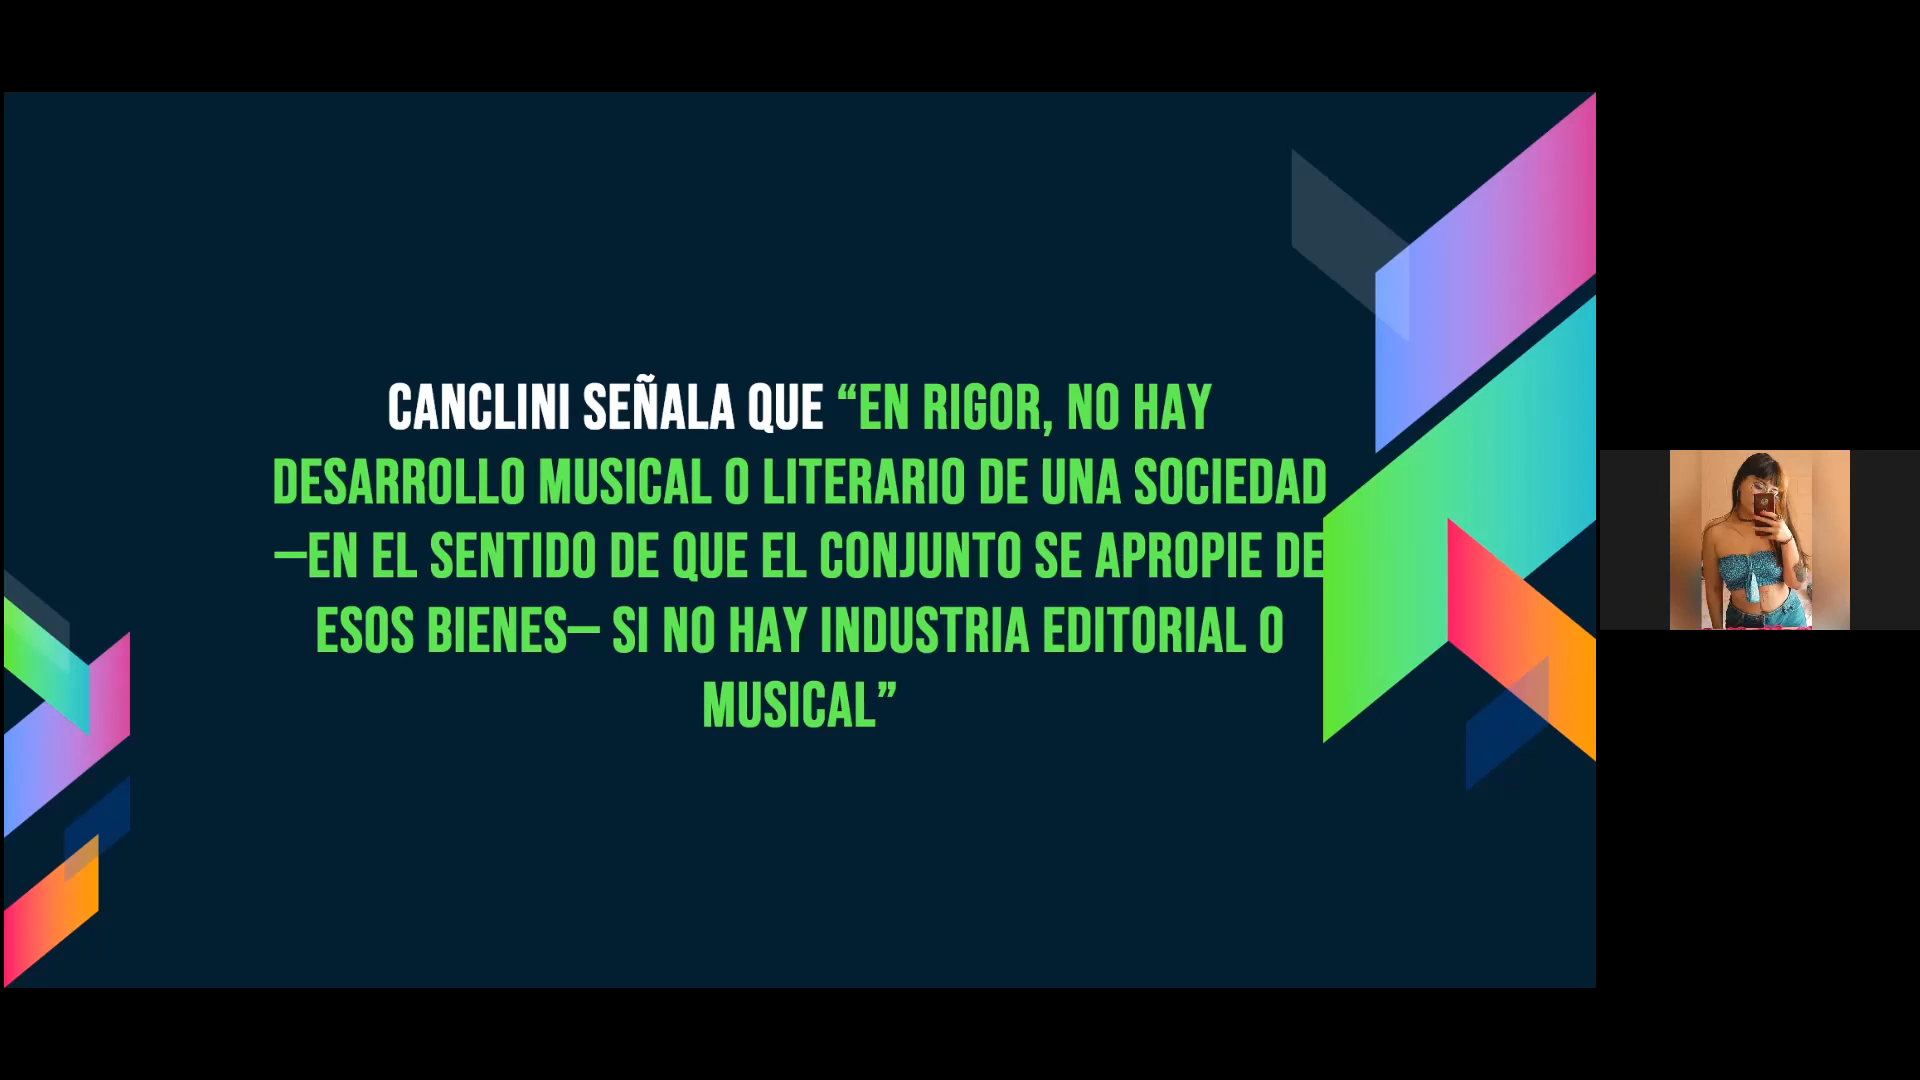 CANCLINI SEÑALA QUE “EN RIGOR, NO HAY
DESARROLLO MUSICAL O LITERARIO DE UNA SOCIEDAD
—EN EL SENTIDO DE QUE EL CONJUNTO SE APROPIE DE
ESOS BIENES— SI NO HAY INDUSTRIA EDITORIAL O
MUSICAL”